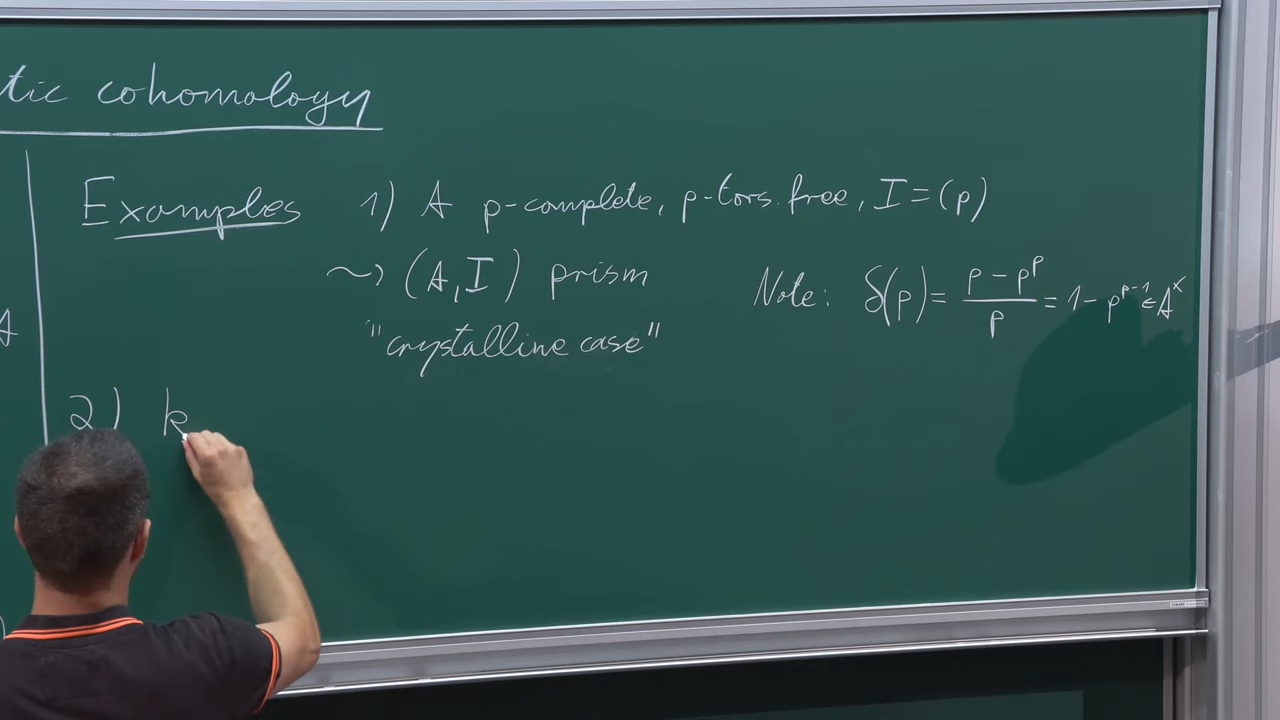 tic cohomology
Examples 1) A p-complete, p-tors. free, I = (p)
⇝ (A, I) prism
"crystalline case"
Note: δ(p) = (p - p^p)/p = 1 - p^{p-1} ∈ A^×
A
2) k